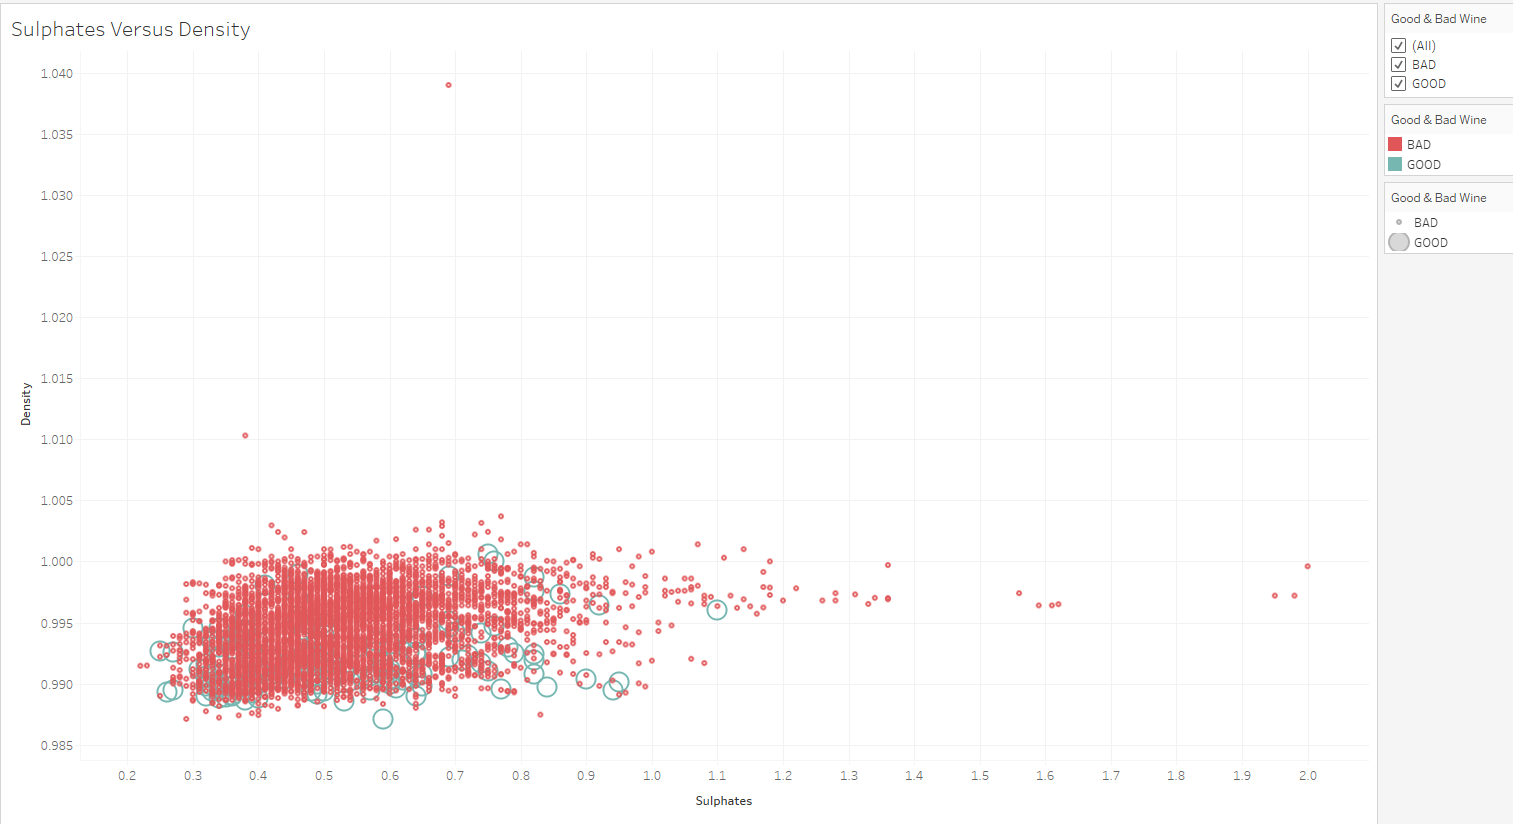 Sulphates Versus Density
1.040
1.035
1.030
1.025
1.020
1.015
1.010
1.005
1.000
0.995
0.990
0.985
Density
0.2 0.3 0.4 0.5 0.6 0.7 0.8 0.9 1.0 1.1 1.2 1.3 1.4 1.5 1.6 1.7 1.8 1.9 2.0
Sulphates
Good & Bad Wine
(All)
BAD
GOOD
Good & Bad Wine
BAD
GOOD
Good & Bad Wine
BAD
GOOD